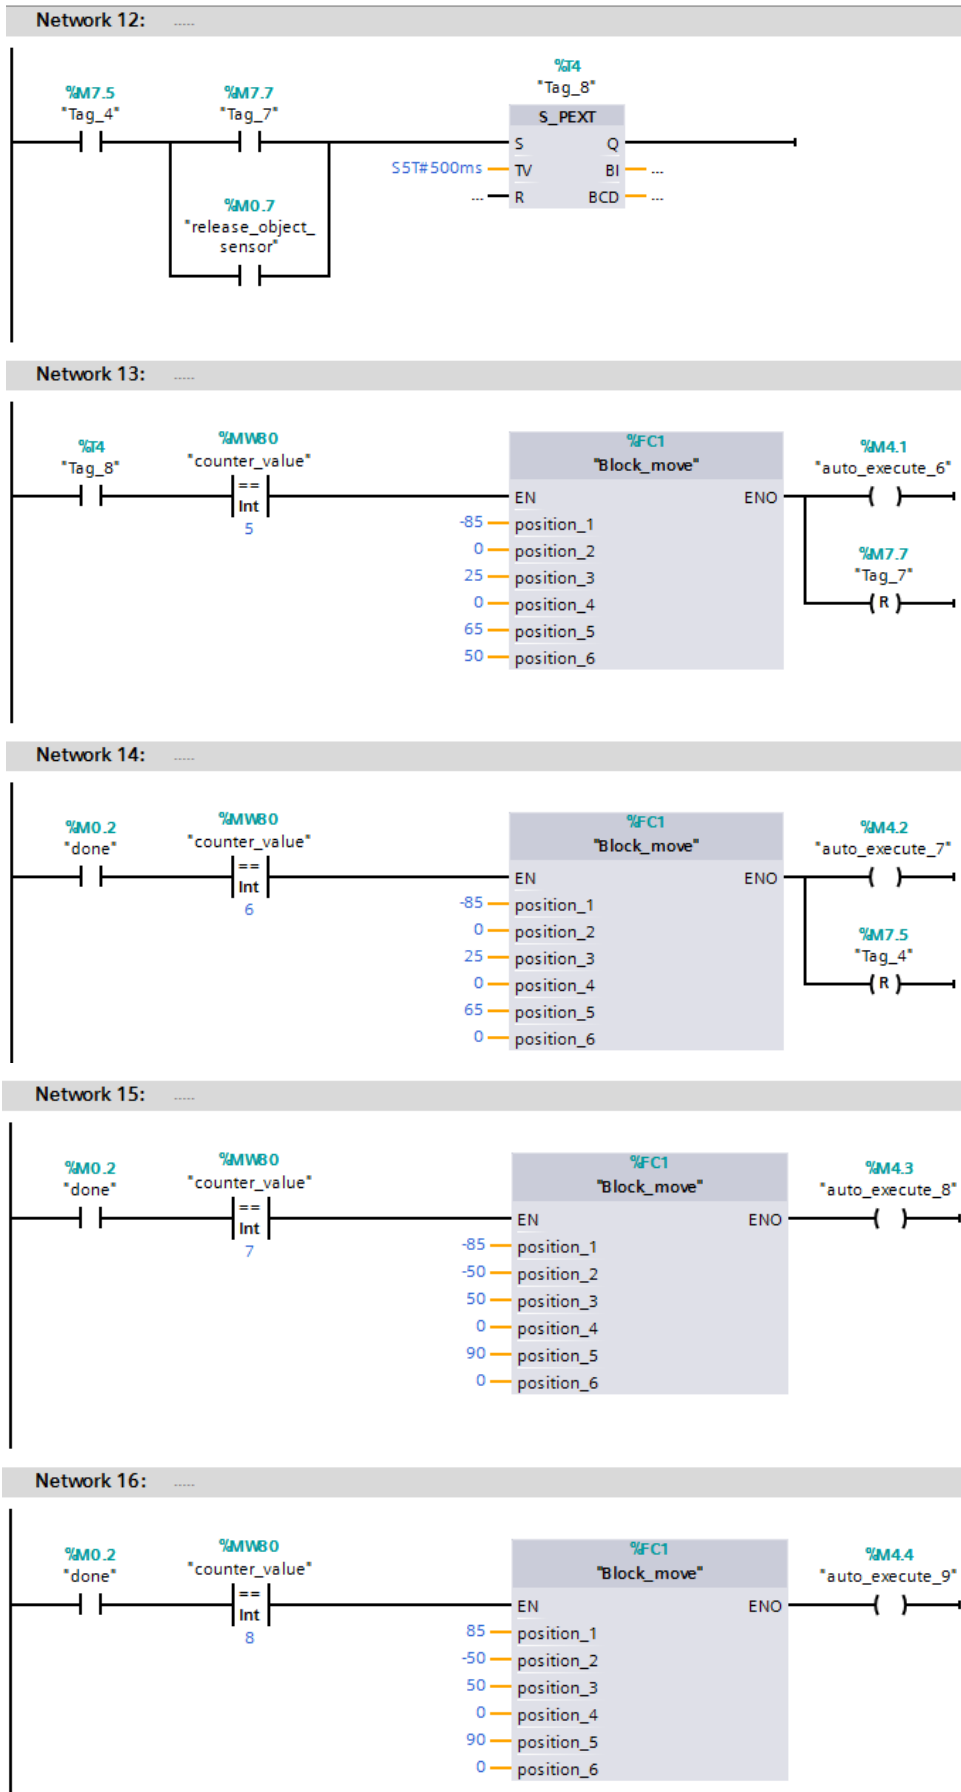 Network 12: .....
%T4
"Tag_8"
%M7.5 %M7.7
"Tag_4" "Tag_7"
S_PEXT
S Q
S5T#500ms TV BI ...
... R BCD ...
%M0.7
"release_object_
sensor"
Network 13: .....
%T4 %MW80 %FC1 %M4.1
"Tag_8" "counter_value" "Block_move" "auto_execute_6"
==
Int
5
EN ENO
-85 position_1
0 position_2
25 position_3
0 position_4
65 position_5
50 position_6
%M7.7
"Tag_7"
R
Network 14: .....
%M0.2 %MW80 %FC1 %M4.2
"done" "counter_value" "Block_move" "auto_execute_7"
==
Int
6
EN ENO
-85 position_1
0 position_2
25 position_3
0 position_4
65 position_5
0 position_6
%M7.5
"Tag_4"
R
Network 15: .....
%M0.2 %MW80 %FC1 %M4.3
"done" "counter_value" "Block_move" "auto_execute_8"
==
Int
7
EN ENO
-85 position_1
-50 position_2
50 position_3
0 position_4
90 position_5
0 position_6
Network 16: .....
%M0.2 %MW80 %FC1 %M4.4
"done" "counter_value" "Block_move" "auto_execute_9"
==
Int
8
EN ENO
85 position_1
-50 position_2
50 position_3
0 position_4
90 position_5
0 position_6